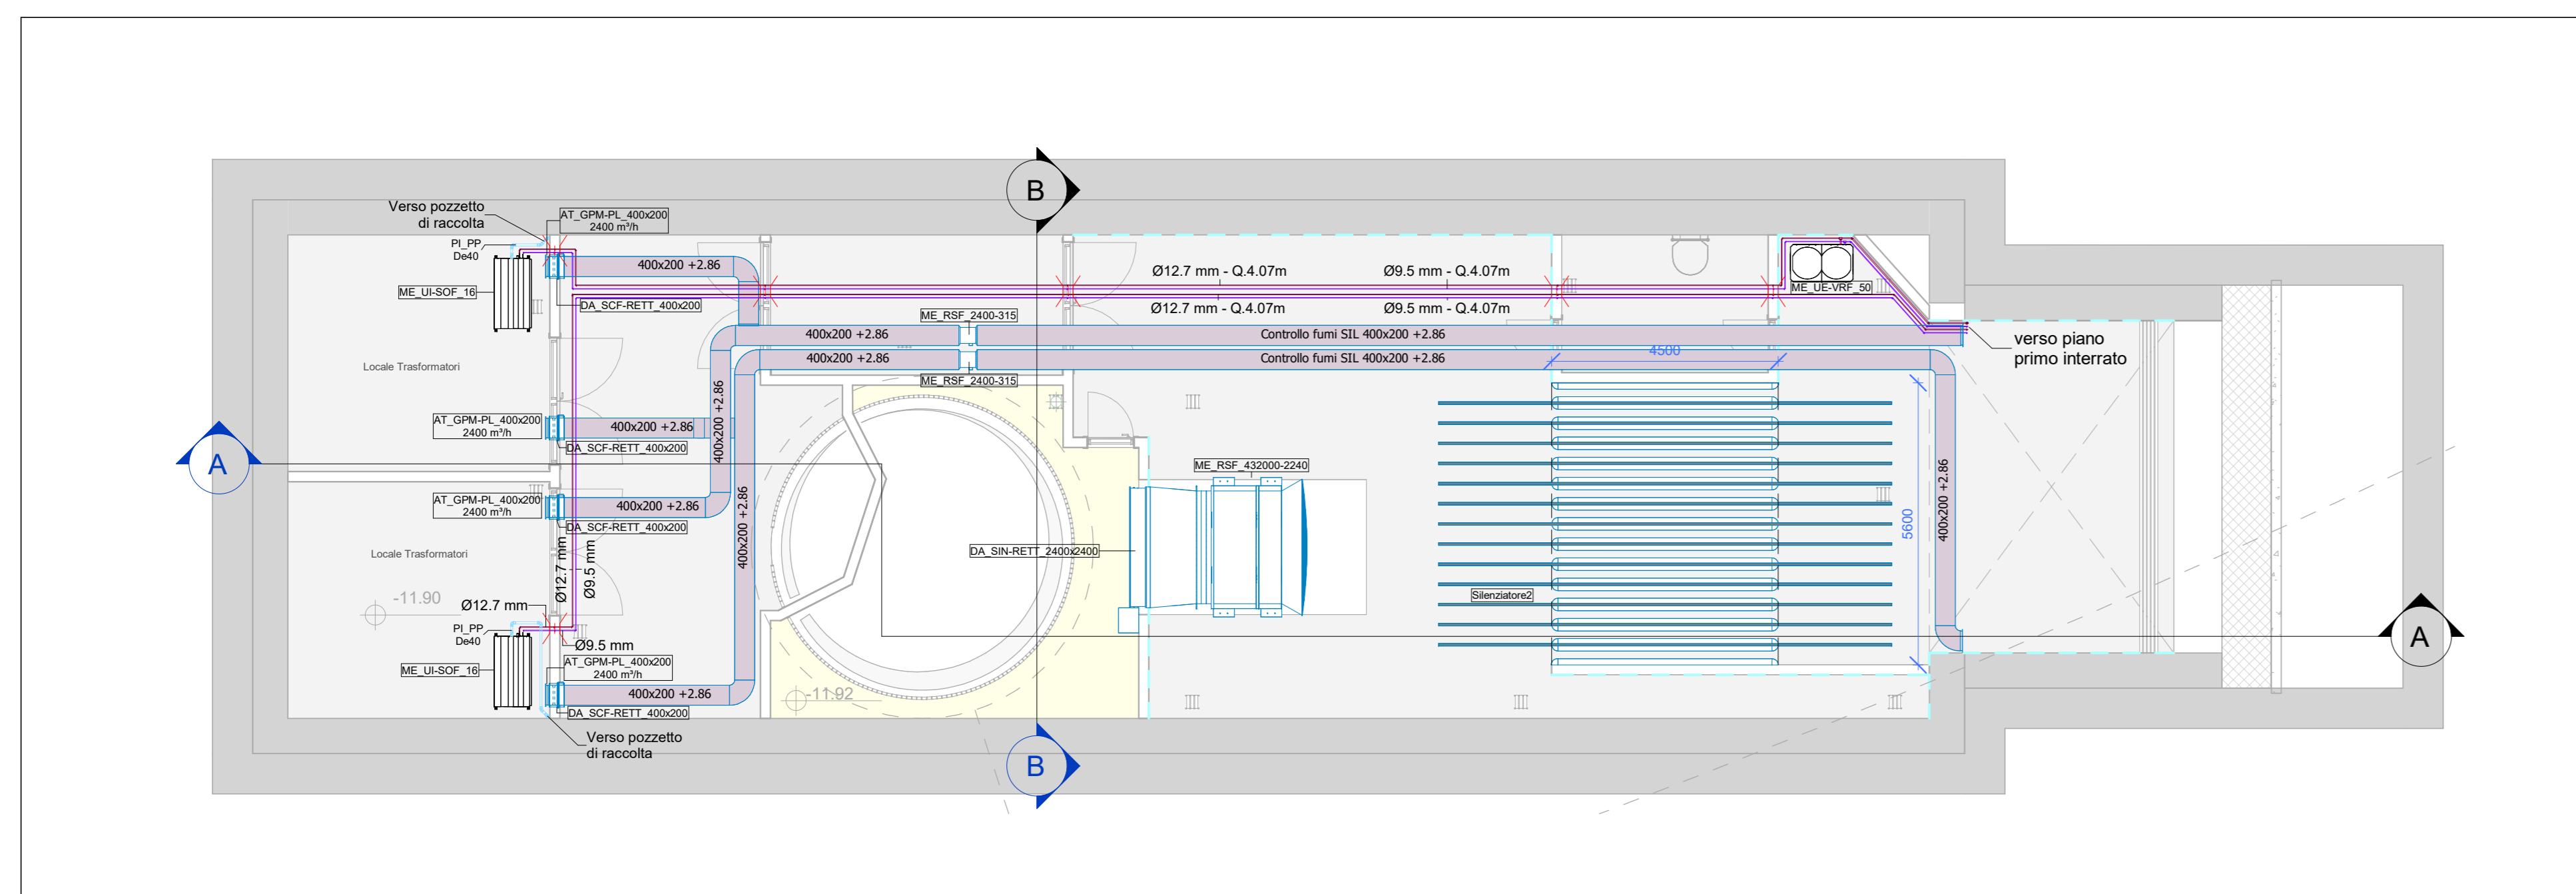 B
Verso pozzetto
di raccolta
AT_GPM-PL_400x200
2400 m³/h
PI_PP
De40
400x200 +2.86
ME_UI-SOF_16
DA_SCF-RETT_400x200
Ø12.7 mm - Q.4.07m
Ø9.5 mm - Q.4.07m
ME_UE-VRF_50
Ø12.7 mm - Q.4.07m
Ø9.5 mm - Q.4.07m
ME_RSF_2400-315
400x200 +2.86
Controllo fumi SIL 400x200 +2.86
verso piano
primo interrato
400x200 +2.86
Controllo fumi SIL 400x200 +2.86
4500
ME_RSF_2400-315
Locale Trasformatori
400x200 +2.86
AT_GPM-PL_400x200
2400 m³/h
400x200 +2.86
DA_SCF-RETT_400x200
A
ME_RSF_432000-2240
AT_GPM-PL_400x200
2400 m³/h
400x200 +2.86
DA_SCF-RETT_400x200
400x200 +2.86
400x200 +2.86
5600
DA_SIN-RETT_2400x2400
Locale Trasformatori
Ø12.7 mm
Ø9.5 mm
-11.90
Ø12.7 mm
Silenziatore2
PI_PP
De40
Ø9.5 mm
A
AT_GPM-PL_400x200
2400 m³/h
ME_UI-SOF_16
400x200 +2.86
-11.92
DA_SCF-RETT_400x200
Verso pozzetto
di raccolta
B